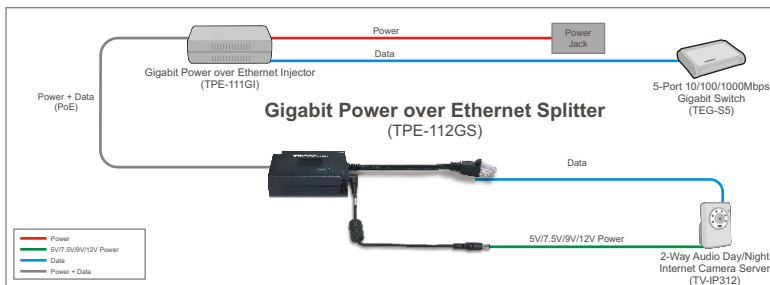 Power
Power
Jack
Data
Gigabit Power over Ethernet Injector
(TPE-111GI)
5-Port 10/100/1000Mbps
Gigabit Switch
(TEG-S5)
Power + Data
(PoE)
Gigabit Power over Ethernet Splitter
(TPE-112GS)
Data
5V/7.5V/9V/12V Power
2-Way Audio Day/Night
Internet Camera Server
(TV-IP312)
Power
5V/7.5V/9V/12V Power
Data
Power + Data